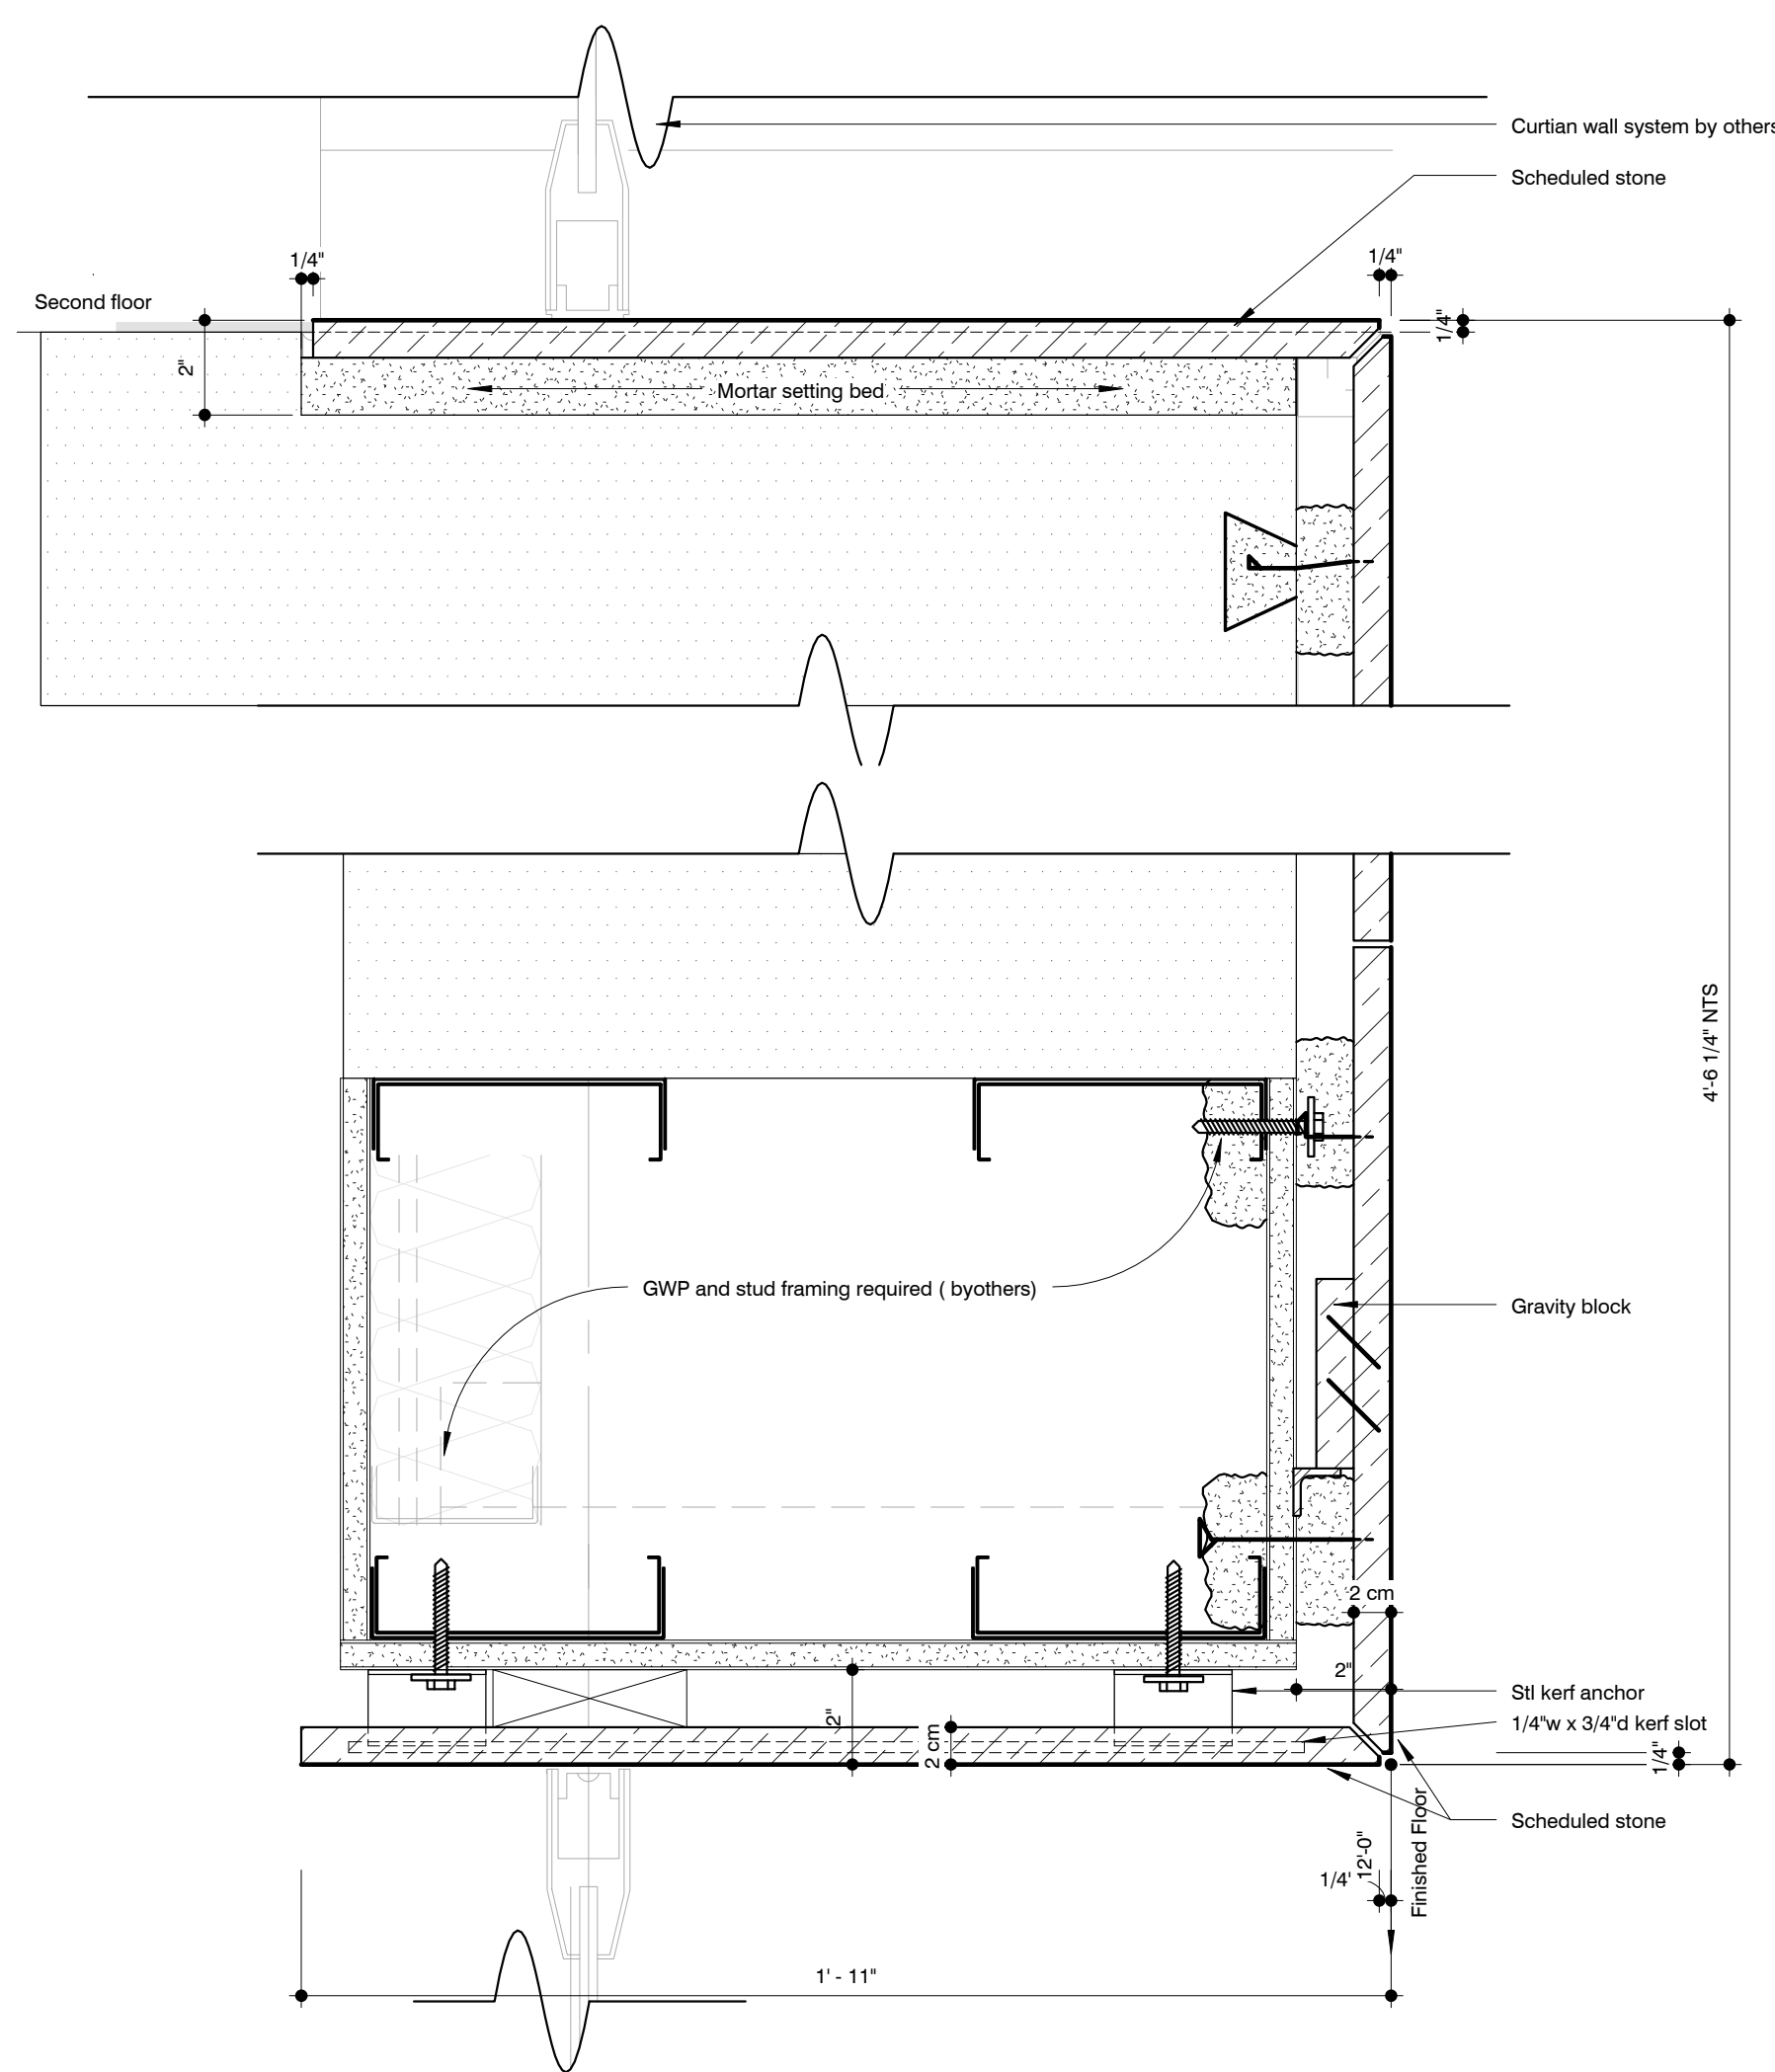 Curtian wall system by others
Scheduled stone
1/4"
1/4"
Second floor
1/4"
2"
Mortar setting bed
4'-6 1/4" NTS
GWP and stud framing required ( byothers)
Gravity block
2 cm
2"
Stl kerf anchor
2"
1/4"w x 3/4"d kerf slot
2 cm
1/4"
Scheduled stone
Finished Floor
12'-0"
1/4'
1' - 11"